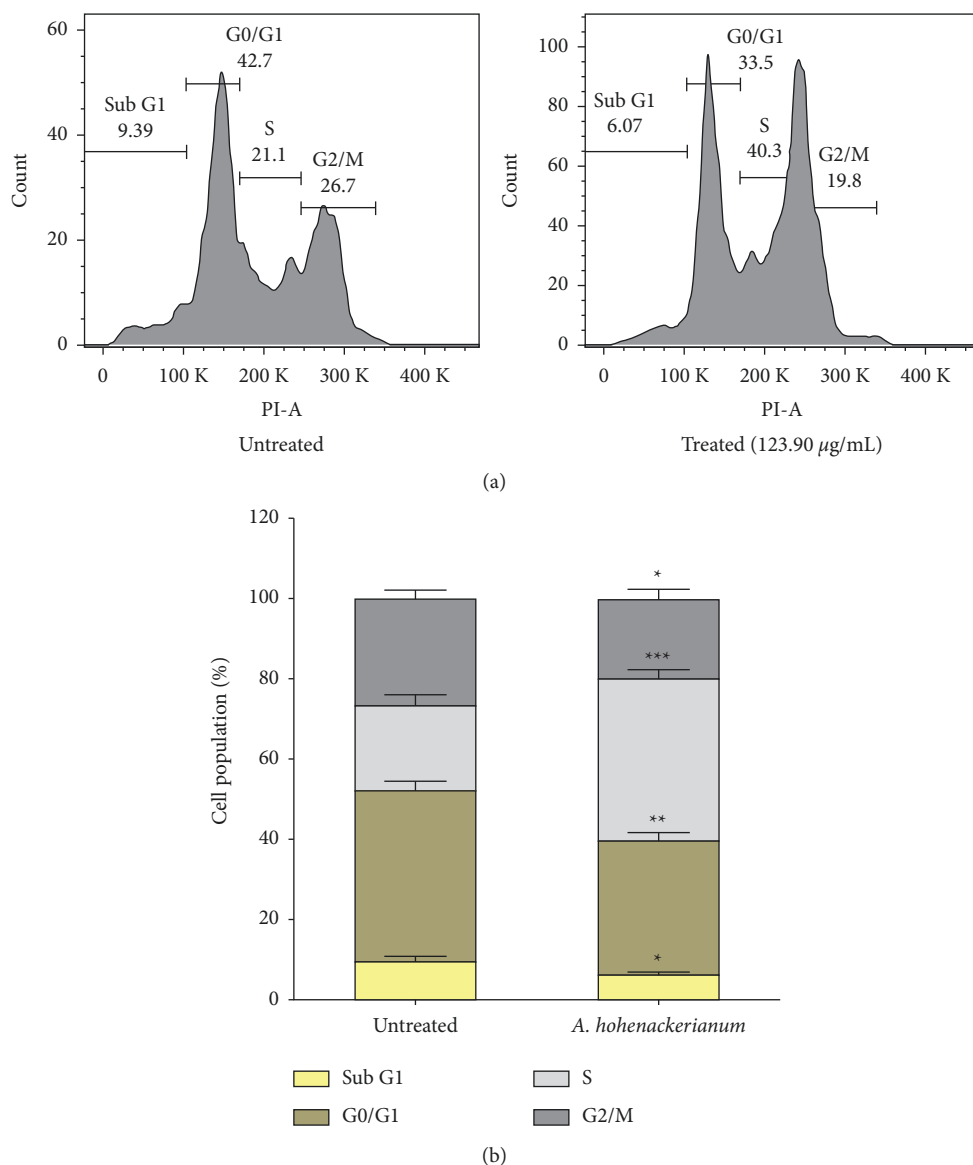 60
40
20
0
Count
Sub G1
9.39
G0/G1
42.7
S
21.1
G2/M
26.7
0 100 K 200 K 300 K 400 K
PI-A
Untreated
100
80
60
40
20
0
Count
Sub G1
6.07
G0/G1
33.5
S
40.3
G2/M
19.8
0 100 K 200 K 300 K 400 K
PI-A
Treated (123.90 µg/mL)
(a)
120
100
80
60
40
20
0
Cell population (%)
*
***
**
*
Untreated A. hohenackerianum
Sub G1 S
G0/G1 G2/M
(b)